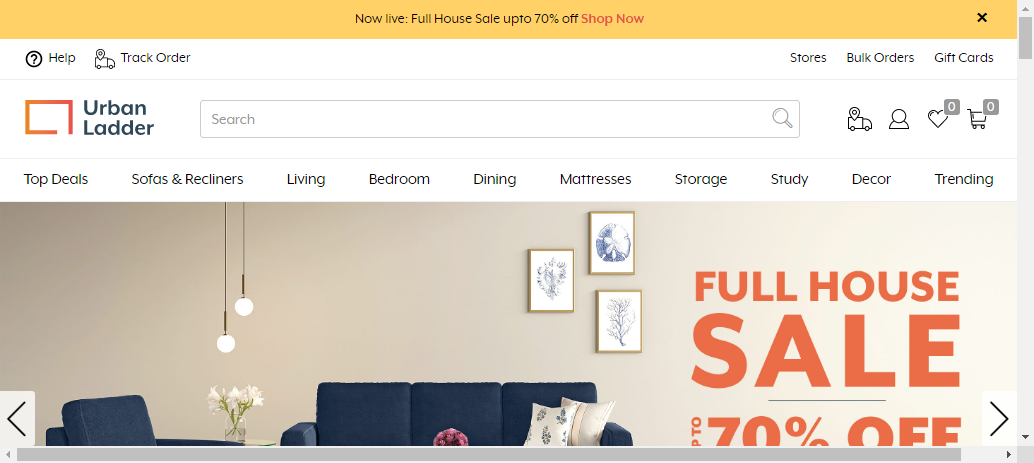 Now live: Full House Sale upto 70% off Shop Now
Help Track Order Stores Bulk Orders Gift Cards
Urban
Ladder
Search
0 0
Top Deals Sofas & Recliners Living Bedroom Dining Mattresses Storage Study Decor Trending
FULL HOUSE
SALE
UP TO 70% OFF